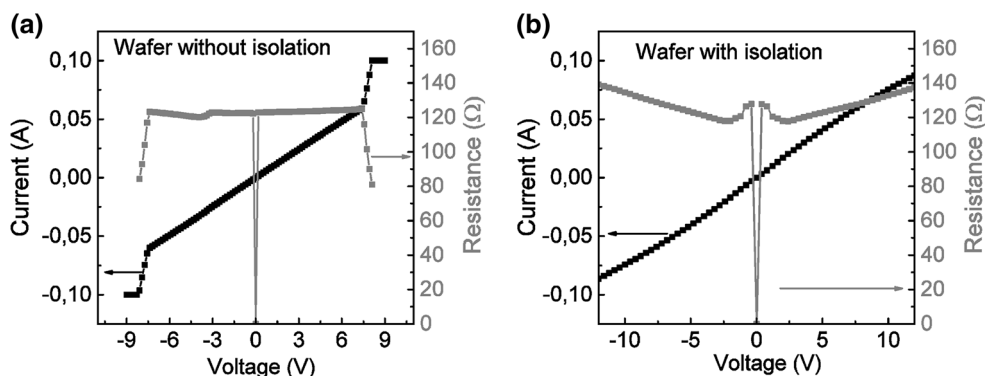 (a)
Wafer without isolation
Current (A)
0,10
0,05
0,00
-0,05
-0,10
-9 -6 -3 0 3 6 9
Voltage (V)
160
140
120
100
80
60
40
20
0
Resistance (Ω)
(b)
Wafer with isolation
Current (A)
0,10
0,05
0,00
-0,05
-0,10
-10 -5 0 5 10
Voltage (V)
160
140
120
100
80
60
40
20
0
Resistance (Ω)